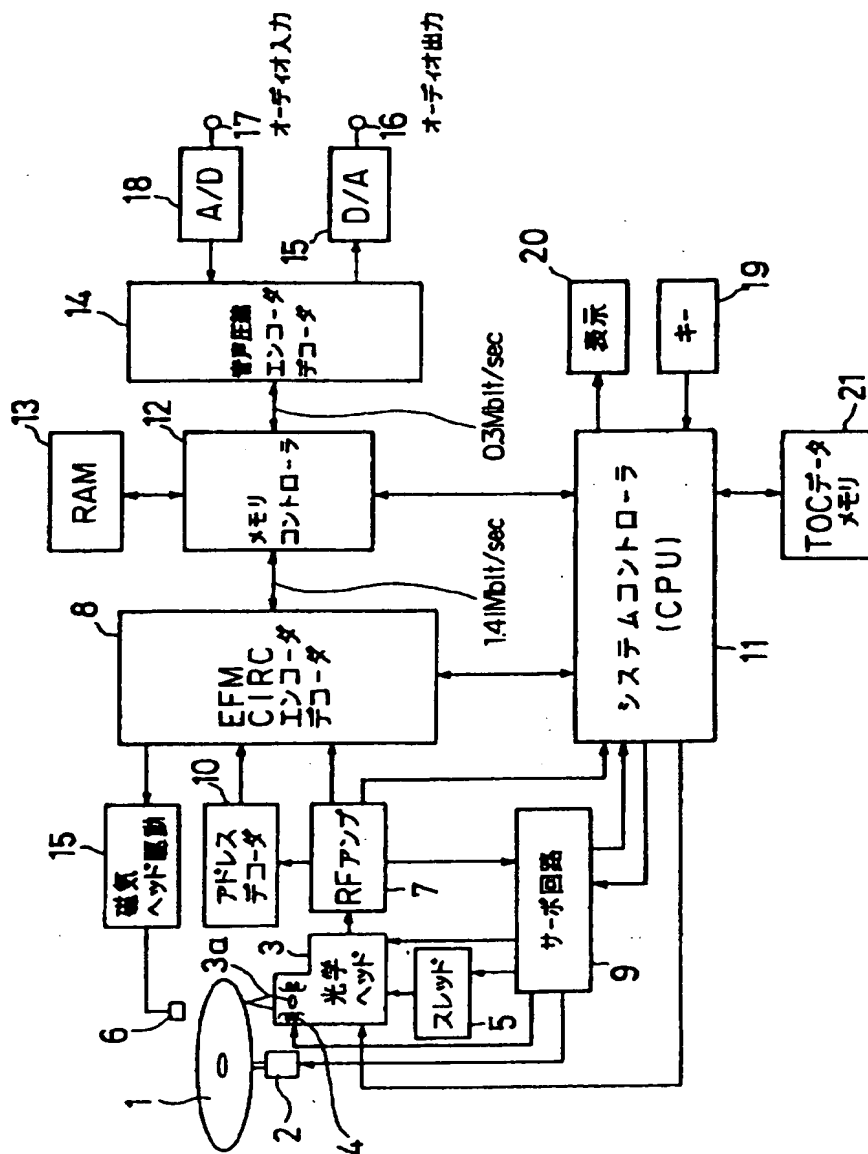 17
オーディオ入力
18
A/D
16
オーディオ出力
15
D/A
14
音声圧縮
エンコーダ
デコーダ
20
表示
19
キー
0.3Mbit/sec
13
RAM
12
メモリ
コントローラ
21
TOCデータ
メモリ
1.41Mbit/sec
8
EFM
CIRC
エンコーダ
デコーダ
システムコントローラ
(CPU)
11
15
磁気
ヘッド駆動
10
アドレス
デコーダ
RFアンプ
7
サーボ回路
9
6
3a
3
光学
ヘッド
スレッド
5
1
2
4